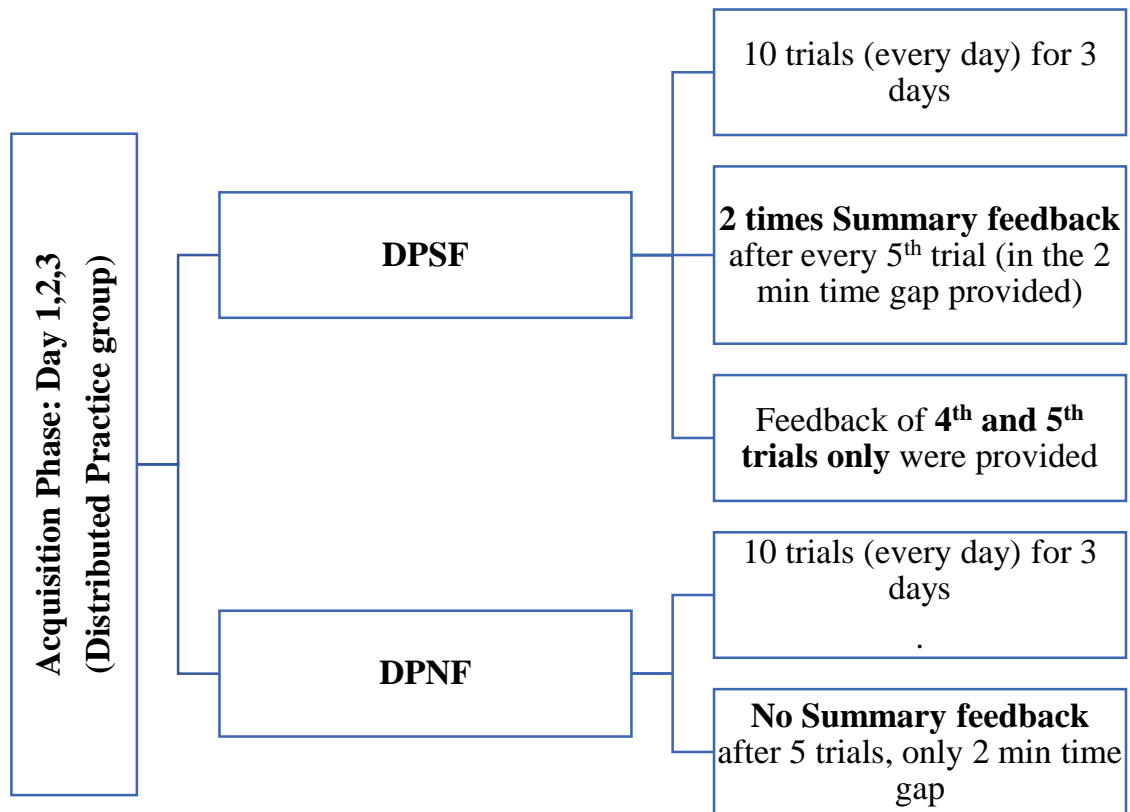 Acquisition Phase: Day 1,2,3
(Distributed Practice group)
DPSF
10 trials (every day) for 3
days
2 times Summary feedback
after every 5th trial (in the 2
min time gap provided)
Feedback of 4th and 5th
trials only were provided
DPNF
10 trials (every day) for 3
days
.
No Summary feedback
after 5 trials, only 2 min time
gap